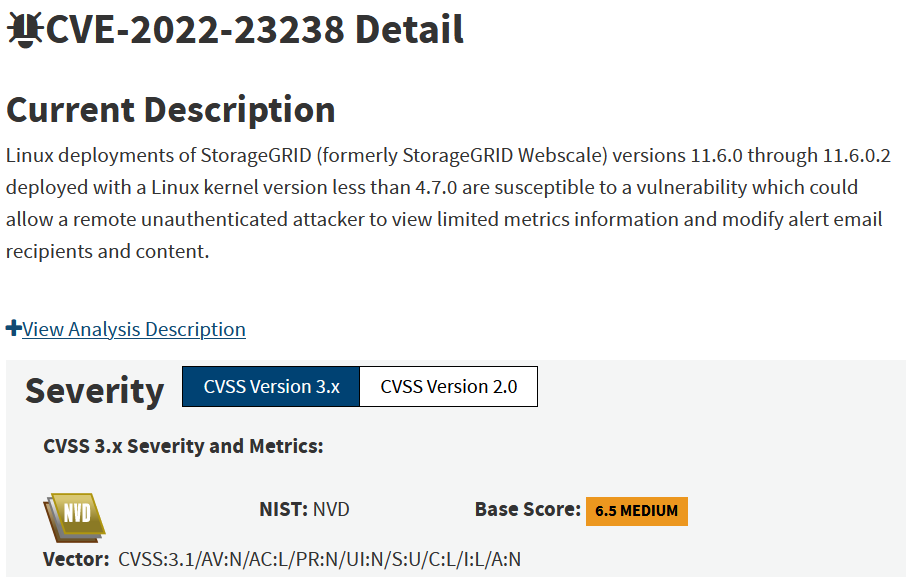 CVE-2022-23238 Detail
Current Description
Linux deployments of StorageGRID (formerly StorageGRID Webscale) versions 11.6.0 through 11.6.0.2
deployed with a Linux kernel version less than 4.7.0 are susceptible to a vulnerability which could
allow a remote unauthenticated attacker to view limited metrics information and modify alert email
recipients and content.
View Analysis Description
Severity CVSS Version 3.x CVSS Version 2.0
CVSS 3.x Severity and Metrics:
NVD NIST: NVD Base Score: 6.5 MEDIUM
Vector: CVSS:3.1/AV:N/AC:L/PR:N/UI:N/S:U/C:L/I:L/A:N